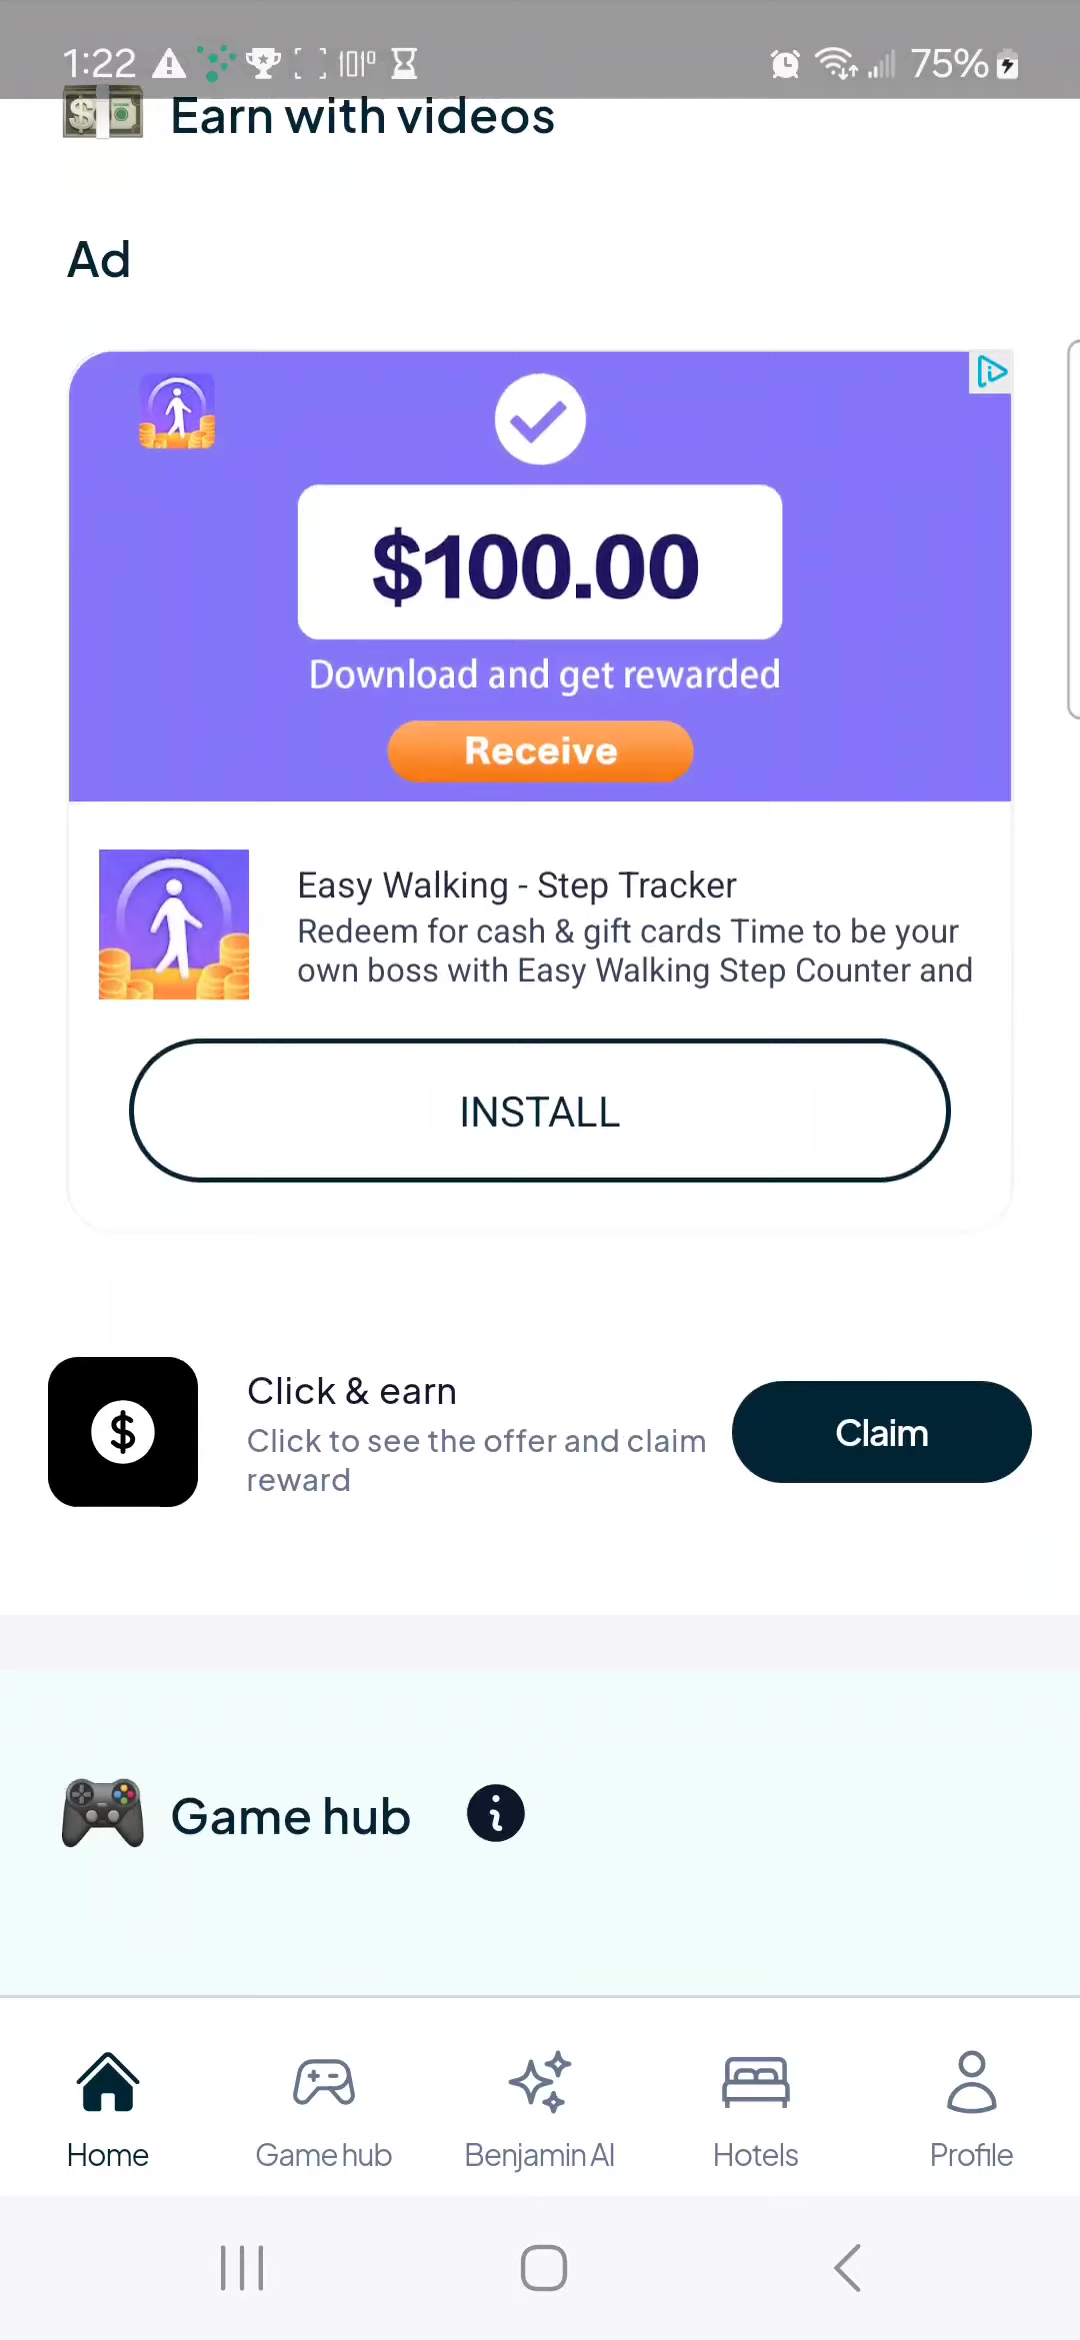 1:22 101° 75%
Earn with videos
Ad
$100.00
Download and get rewarded
Receive
Easy Walking - Step Tracker
Redeem for cash & gift cards Time to be your
own boss with Easy Walking Step Counter and
INSTALL
Click & earn
Click to see the offer and claim
reward
Claim
Game hub
Home Game hub Benjamin AI Hotels Profile